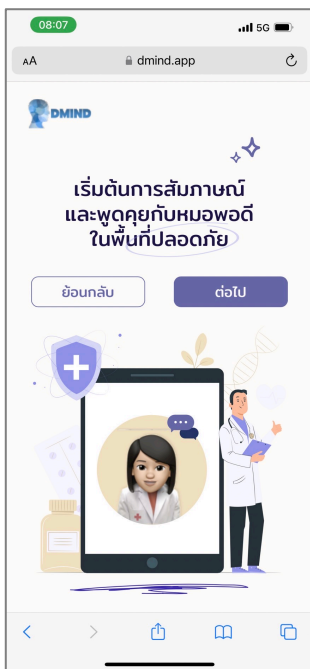 08:07
5G
AA
dmind.app
DMIND
เริ่มต้นการสัมภาษณ์
และพูดคุยกับหมอพอดี
ในพื้นที่ปลอดภัย
ย้อนกลับ
ต่อไป